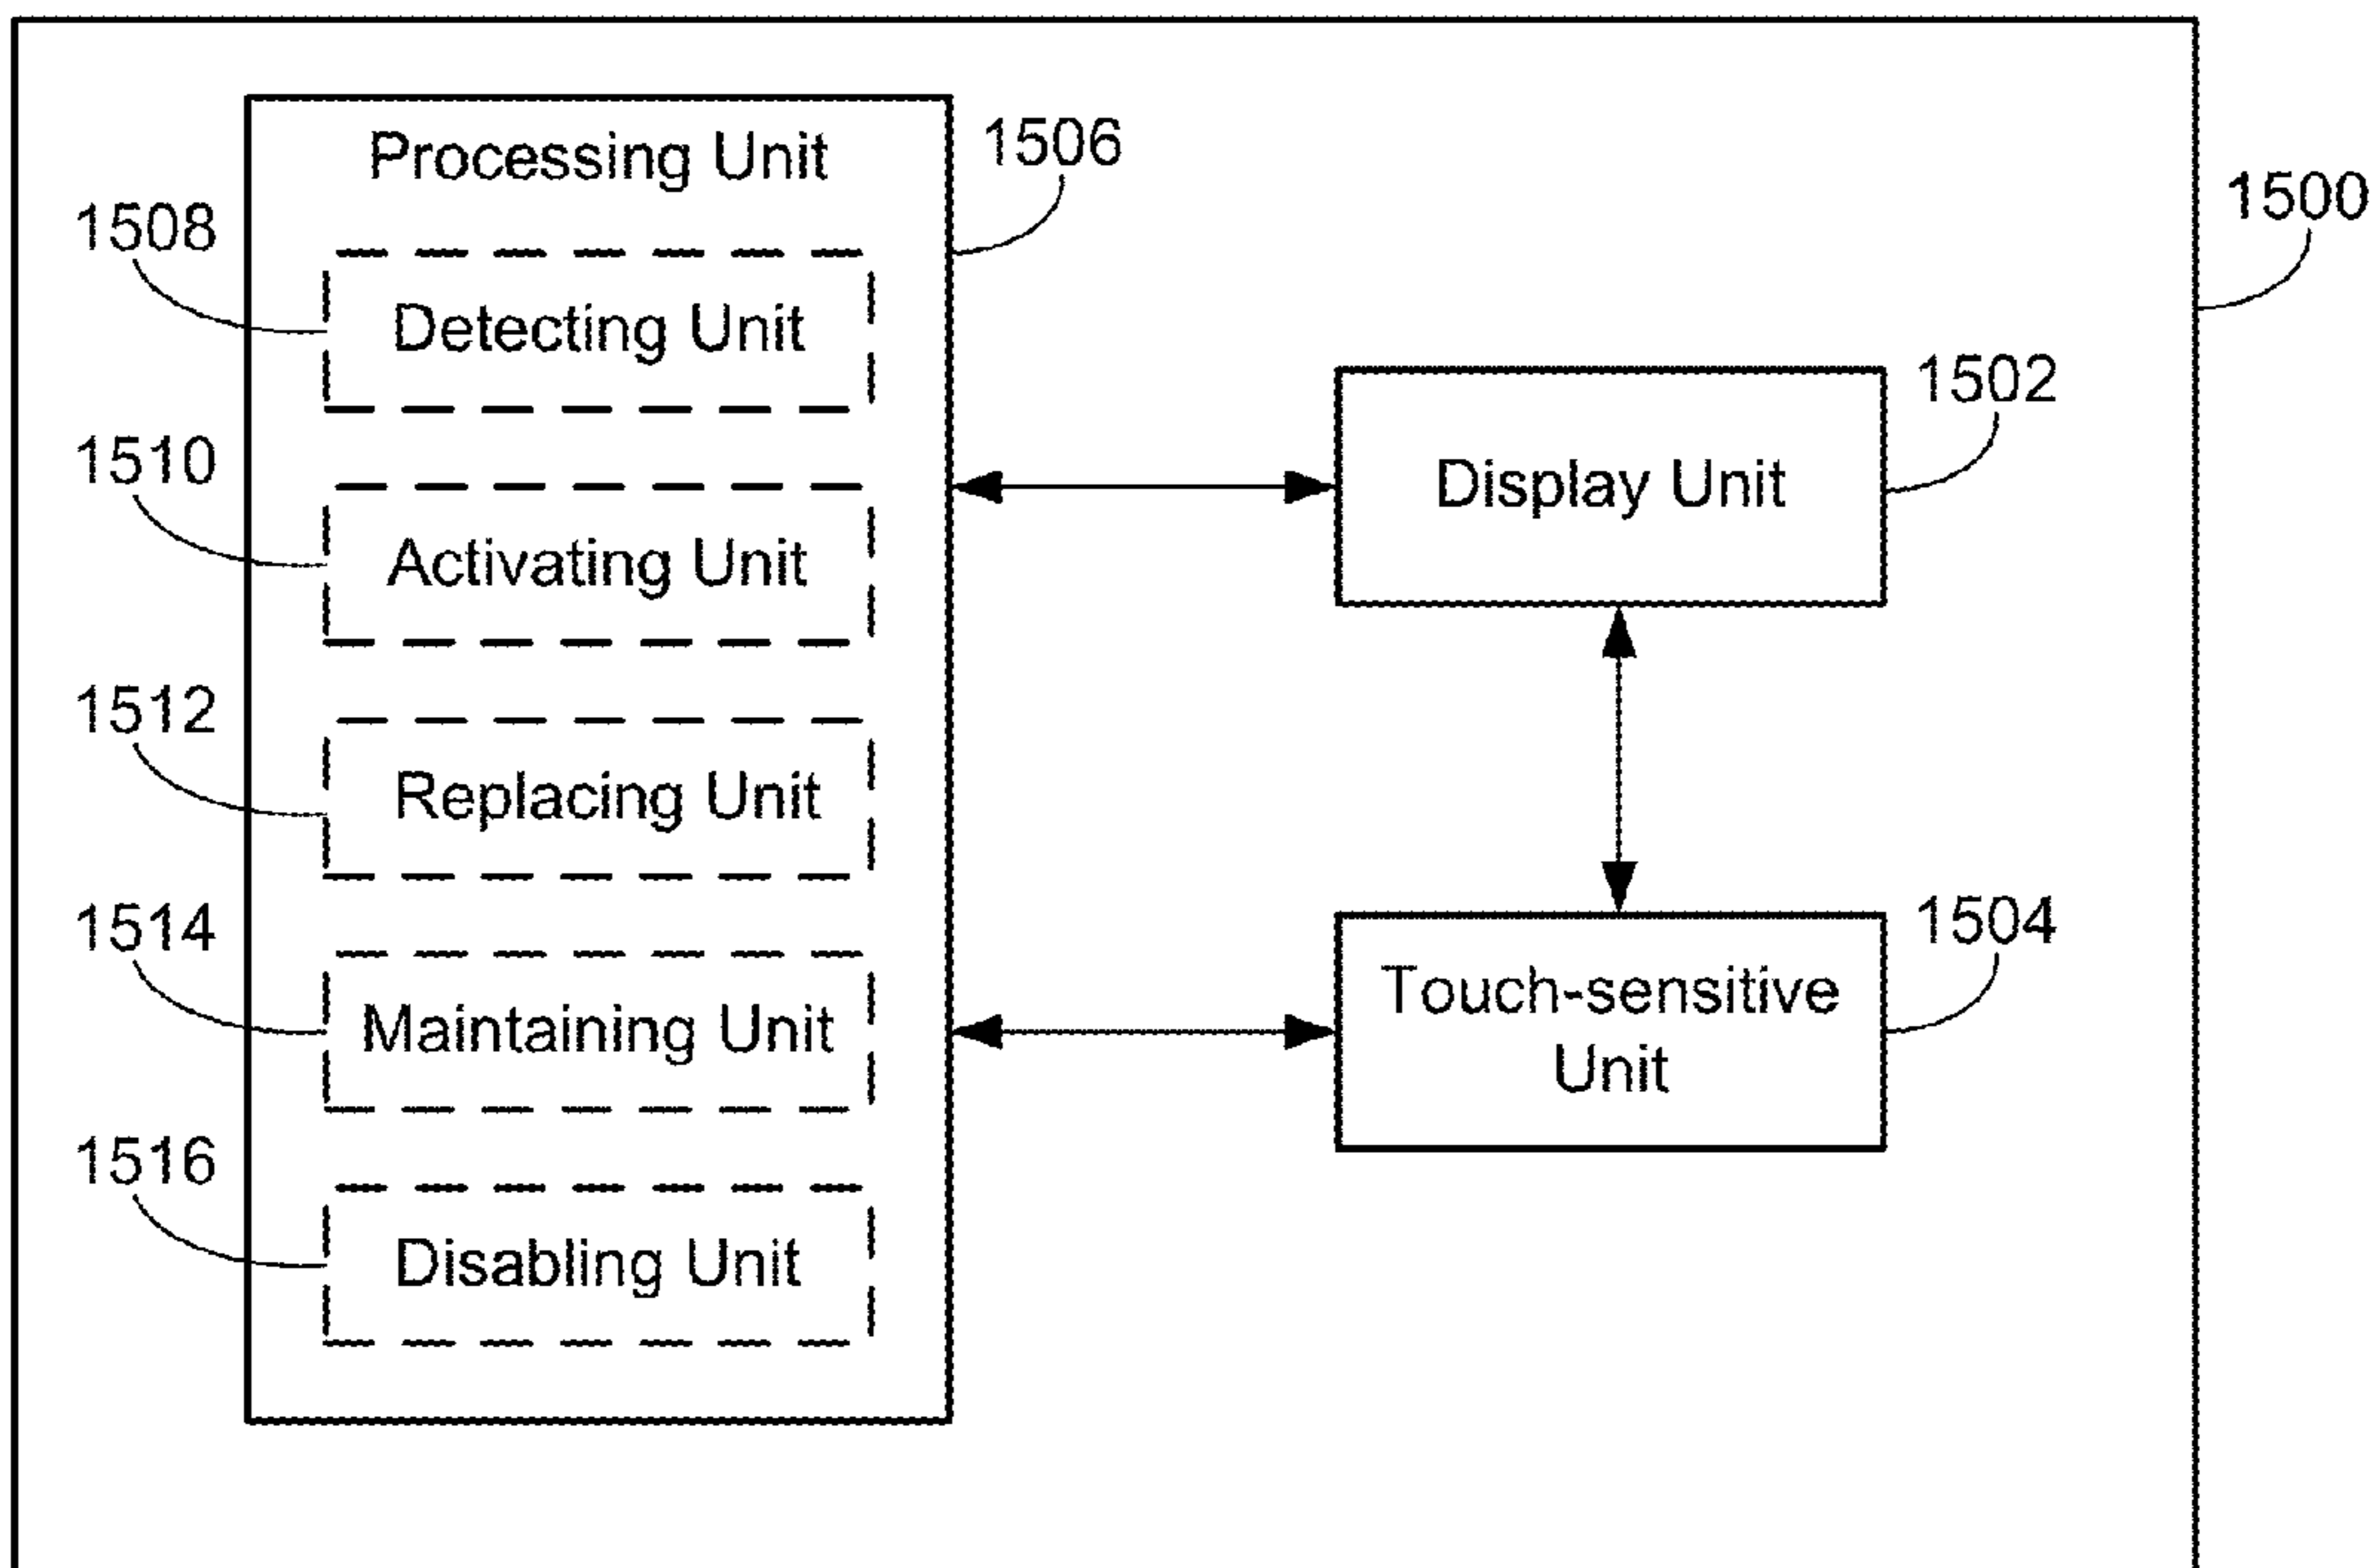 Processing Unit
1506
1500
1508
Detecting Unit
1502
Display Unit
1510
Activating Unit
1512
Replacing Unit
1514
Maintaining Unit
1504
Touch-sensitive
Unit
1516
Disabling Unit